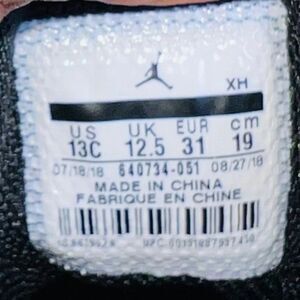 XH
US UK EUR cm
13C 12.5 31 19
07/18/18 640734-051 08/27/18
MADE IN CHINA
FABRIQUE EN CHINE